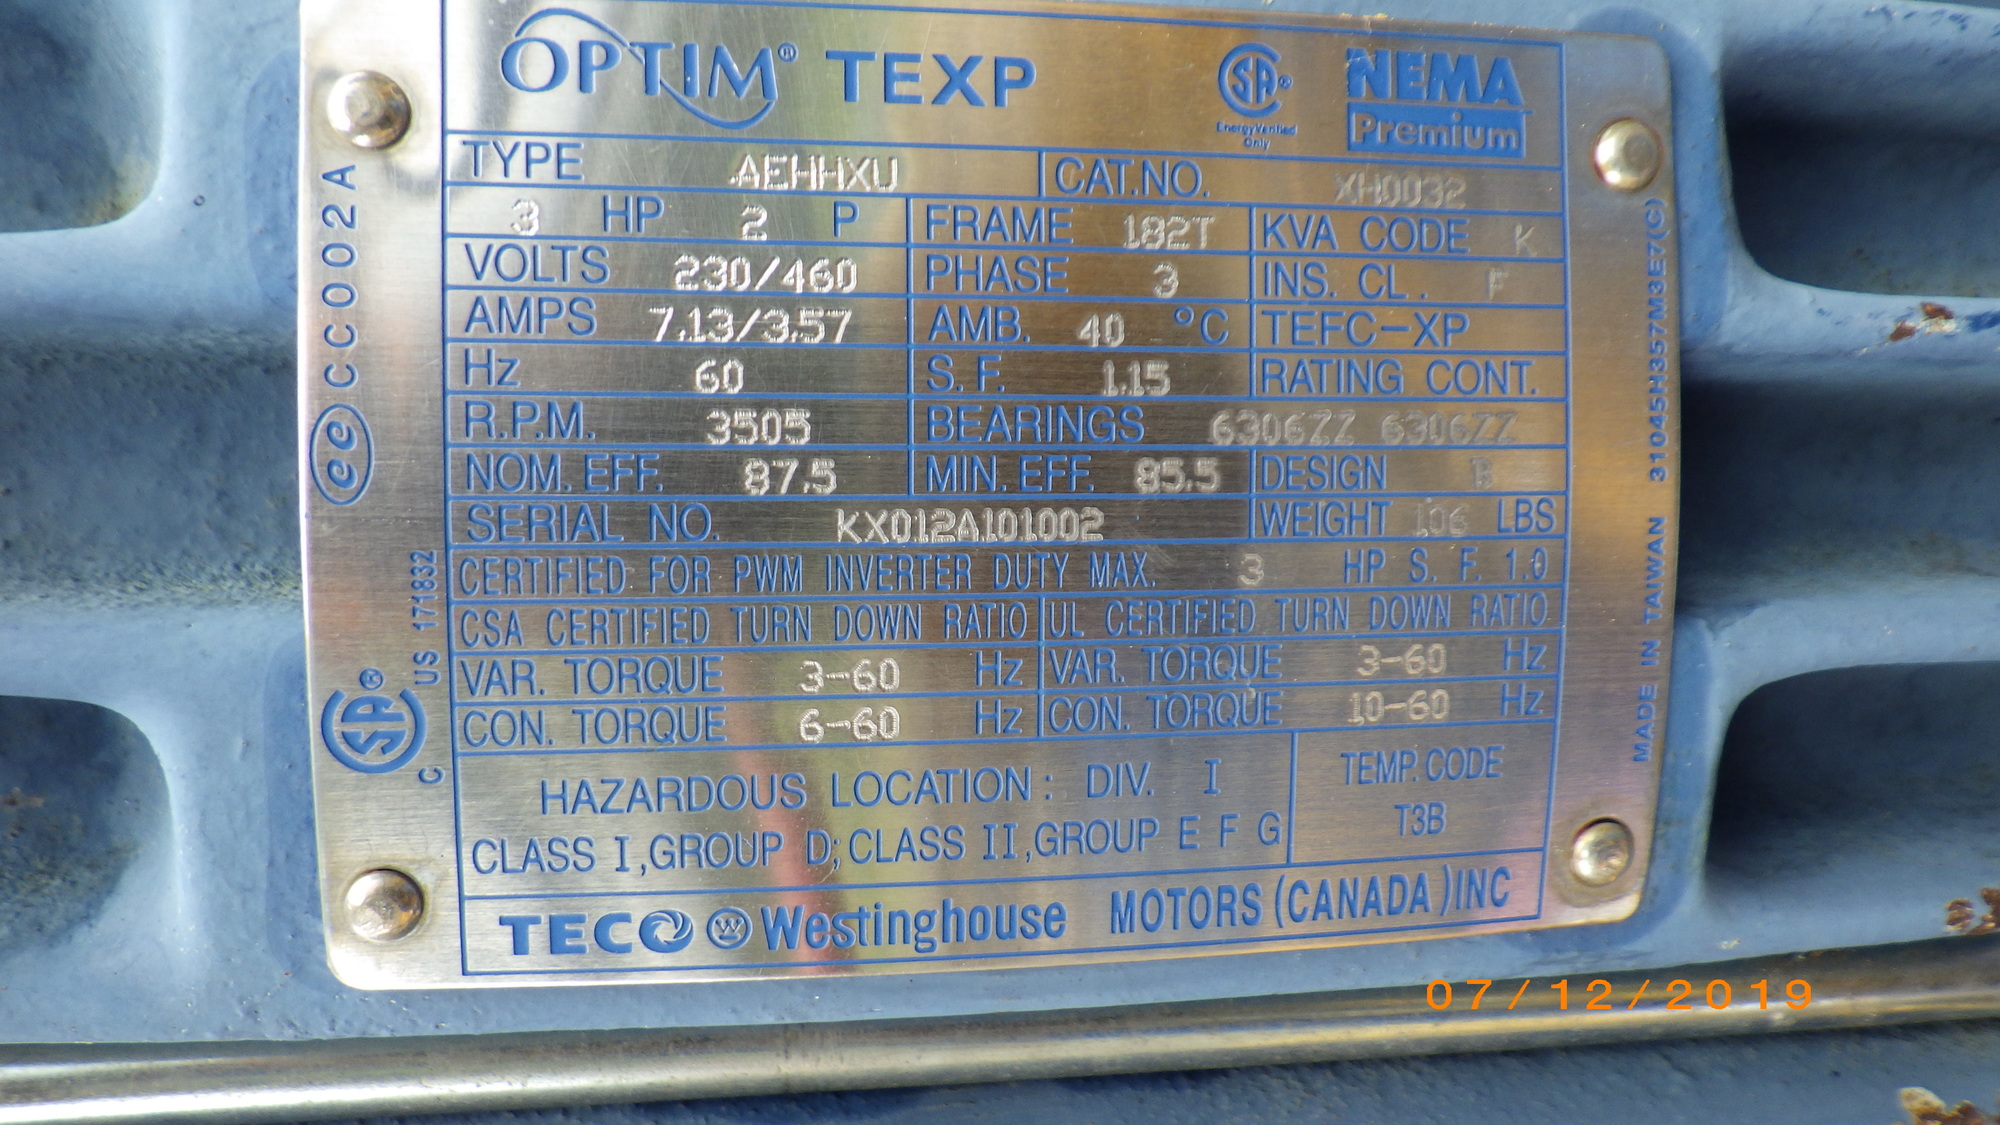 OPTIM® TEXP
CSA®
Energy Verified
Only
NEMA
Premium
TYPE AEHHXU CAT.NO. XH0032
3 HP 2 P FRAME 182T KVA CODE K
VOLTS 230/460 PHASE 3 INS. CL. F
AMPS 7.13/3.57 AMB. 40 °C TEFC-XP
Hz 60 S. F. 1.15 RATING CONT.
R.P.M. 3505 BEARINGS 6306ZZ 6306ZZ
NOM. EFF. 87.5 MIN. EFF. 85.5 DESIGN B
SERIAL NO. KX012A101002 WEIGHT 106 LBS
CERTIFIED FOR PWM INVERTER DUTY MAX. 3 HP S. F. 1.0
CSA CERTIFIED TURN DOWN RATIO UL CERTIFIED TURN DOWN RATIO
VAR. TORQUE 3-60 Hz VAR. TORQUE 3-60 Hz
CON. TORQUE 6-60 Hz CON. TORQUE 10-60 Hz
HAZARDOUS LOCATION: DIV. I
CLASS I, GROUP D; CLASS II, GROUP E F G
TEMP. CODE
T3B
TECO W Westinghouse MOTORS (CANADA) INC
ee CC002A
C CSA® US 171832
MADE IN TAIWAN 31045H357M3E7(C)
07/12/2019